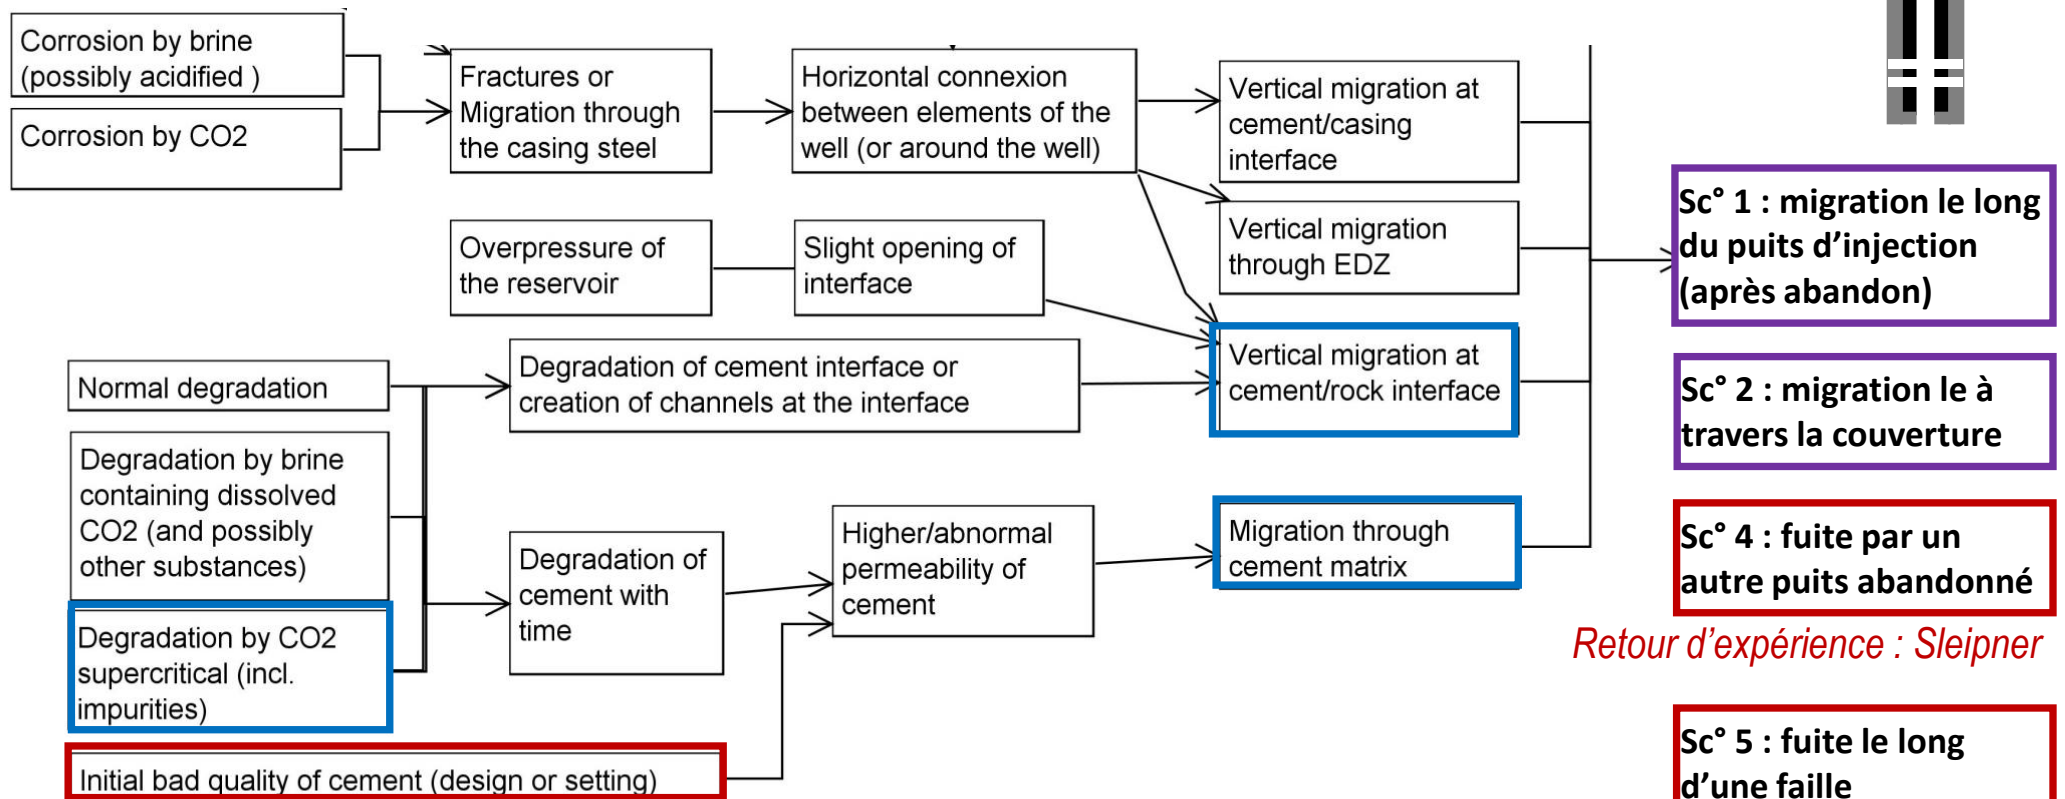 Corrosion by brine
(possibly acidified )
Corrosion by CO2
Fractures or
Migration through
the casing steel
Horizontal connexion
between elements of the
well (or around the well)
Vertical migration at
cement/casing
interface
Overpressure of
the reservoir
Slight opening of
interface
Vertical migration
through EDZ
Normal degradation
Degradation of cement interface or
creation of channels at the interface
Vertical migration at
cement/rock interface
Degradation by brine
containing dissolved
CO2 (and possibly
other substances)
Degradation of
cement with
time
Higher/abnormal
permeability of
cement
Migration through
cement matrix
Degradation by CO2
supercritical (incl.
impurities)
Initial bad quality of cement (design or setting)
Sc° 1 : migration le long
du puits d’injection
(après abandon)
Sc° 2 : migration le à
travers la couverture
Sc° 4 : fuite par un
autre puits abandonné
Retour d’expérience : Sleipner
Sc° 5 : fuite le long
d’une faille